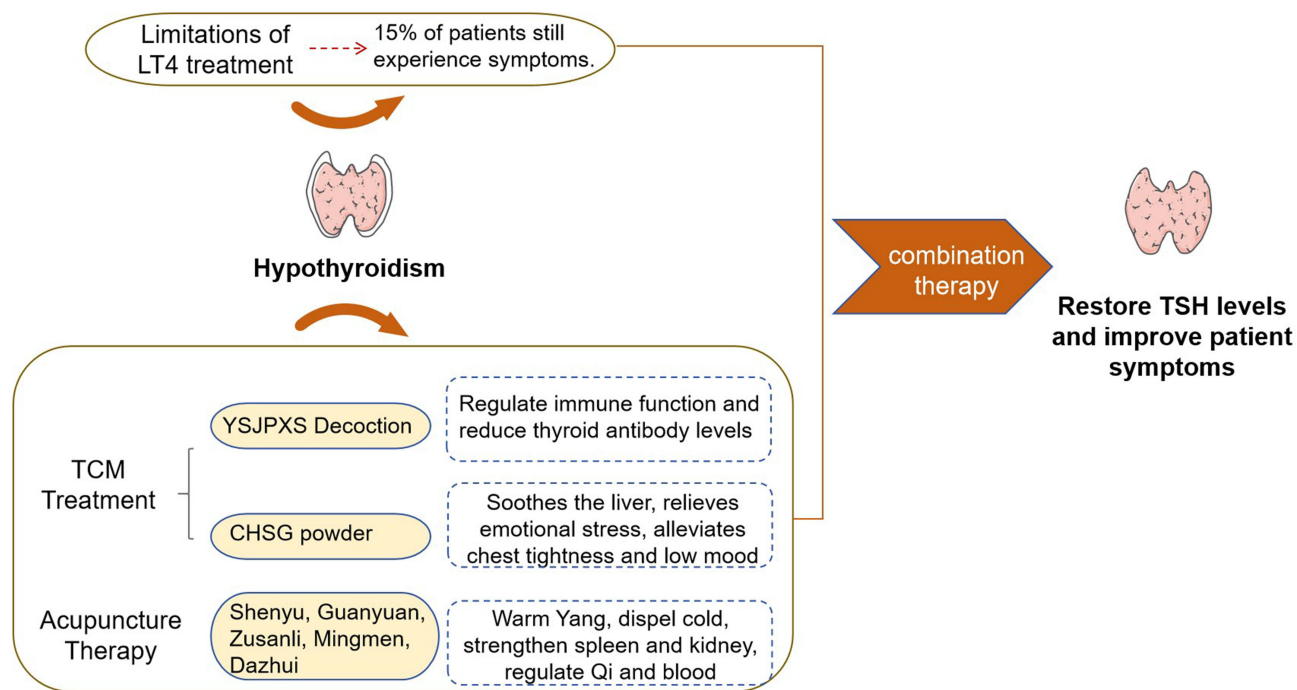 Limitations of
LT4 treatment
15% of patients still
experience symptoms.
Hypothyroidism
combination
therapy
Restore TSH levels
and improve patient
symptoms
TCM
Treatment
YSJPXS Decoction
Regulate immune function and
reduce thyroid antibody levels
CHSG powder
Soothes the liver, relieves
emotional stress, alleviates
chest tightness and low mood
Acupuncture
Therapy
Shenyu, Guanyuan,
Zusanli, Mingmen,
Dazhui
Warm Yang, dispel cold,
strengthen spleen and kidney,
regulate Qi and blood